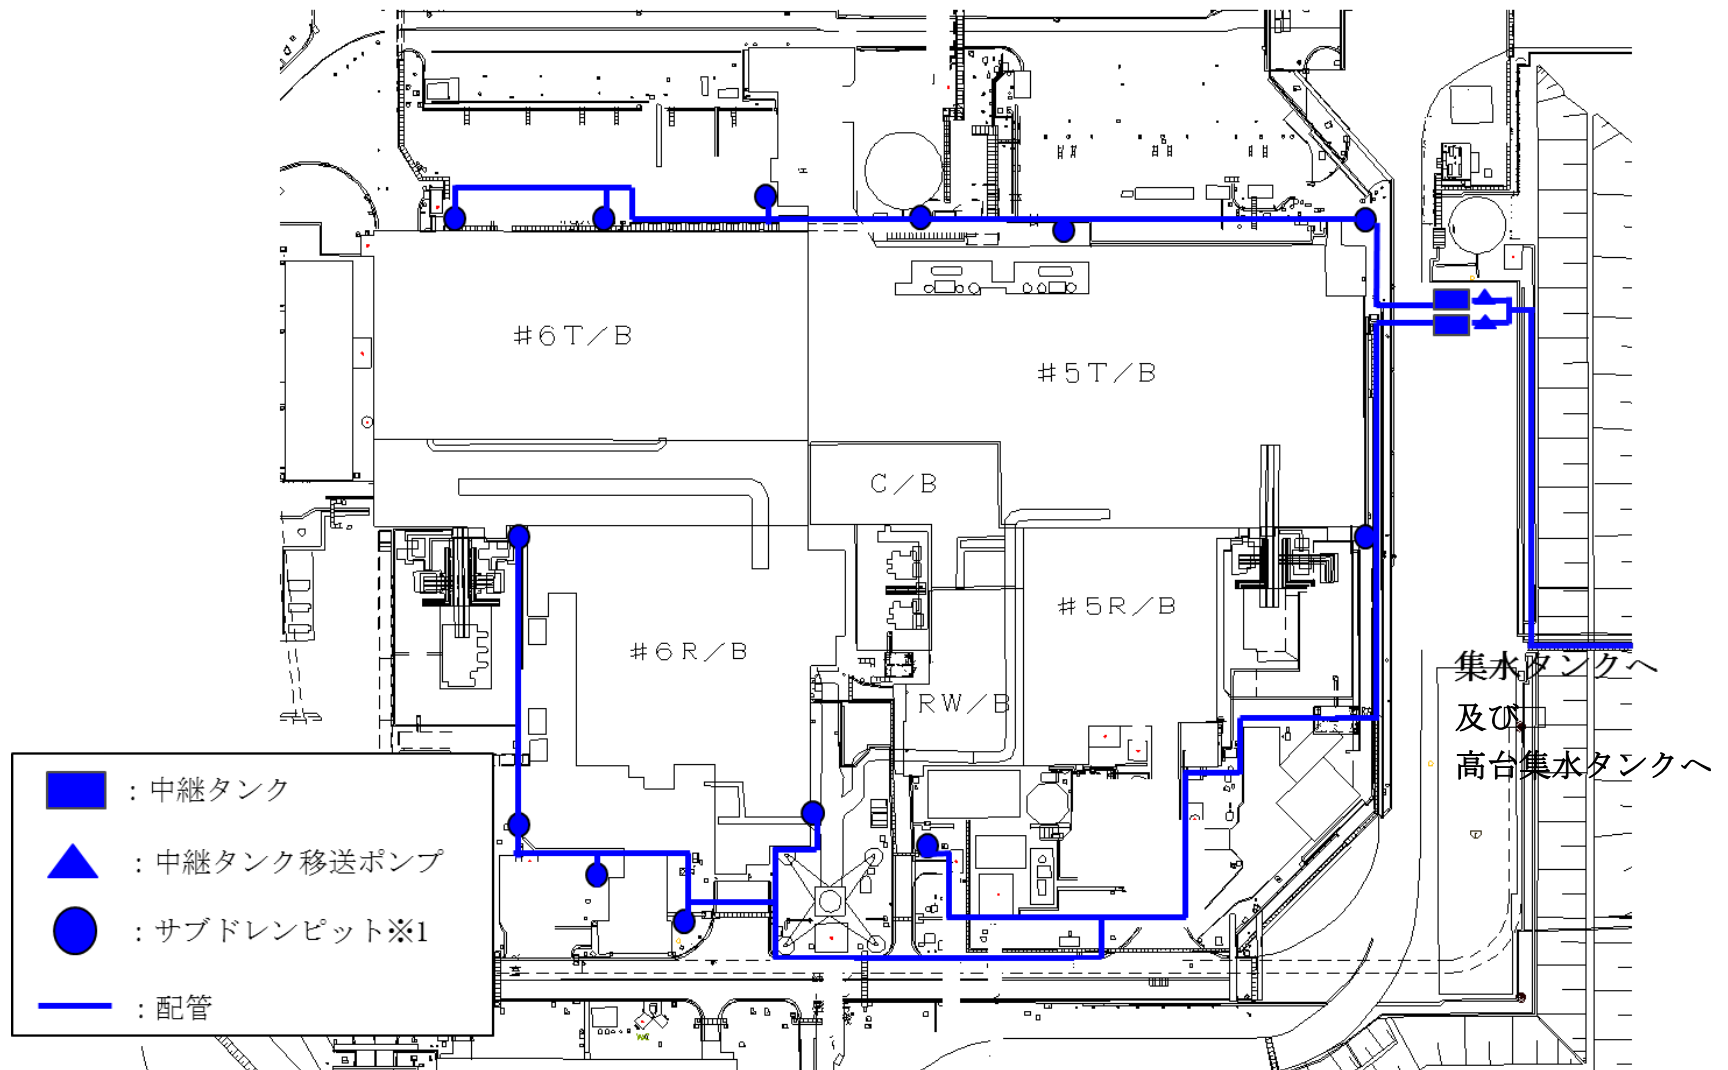 #6T/B
#5T/B
C/B
#5R/B
#6R/B
RW/B
集水タンクへ
及び
高台集水タンクへ
：中継タンク
：中継タンク移送ポンプ
：サブドレンピット※1
：配管